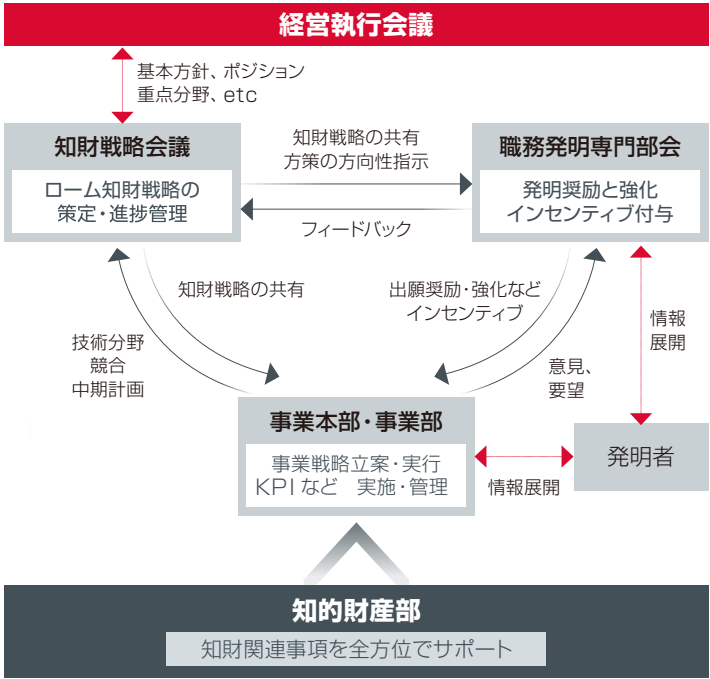 経営執行会議
基本方針、ポジション
重点分野、etc
知財戦略会議
ローム知財戦略の
策定・進捗管理
知財戦略の共有
方策の方向性指示
フィードバック
職務発明専門部会
発明奨励と強化
インセンティブ付与
知財戦略の共有
出願奨励・強化など
インセンティブ
情報
展開
技術分野
競合
中期計画
意見、
要望
事業本部・事業部
事業戦略立案・実行
KPIなど　実施・管理
情報展開
発明者
知的財産部
知財関連事項を全方位でサポート